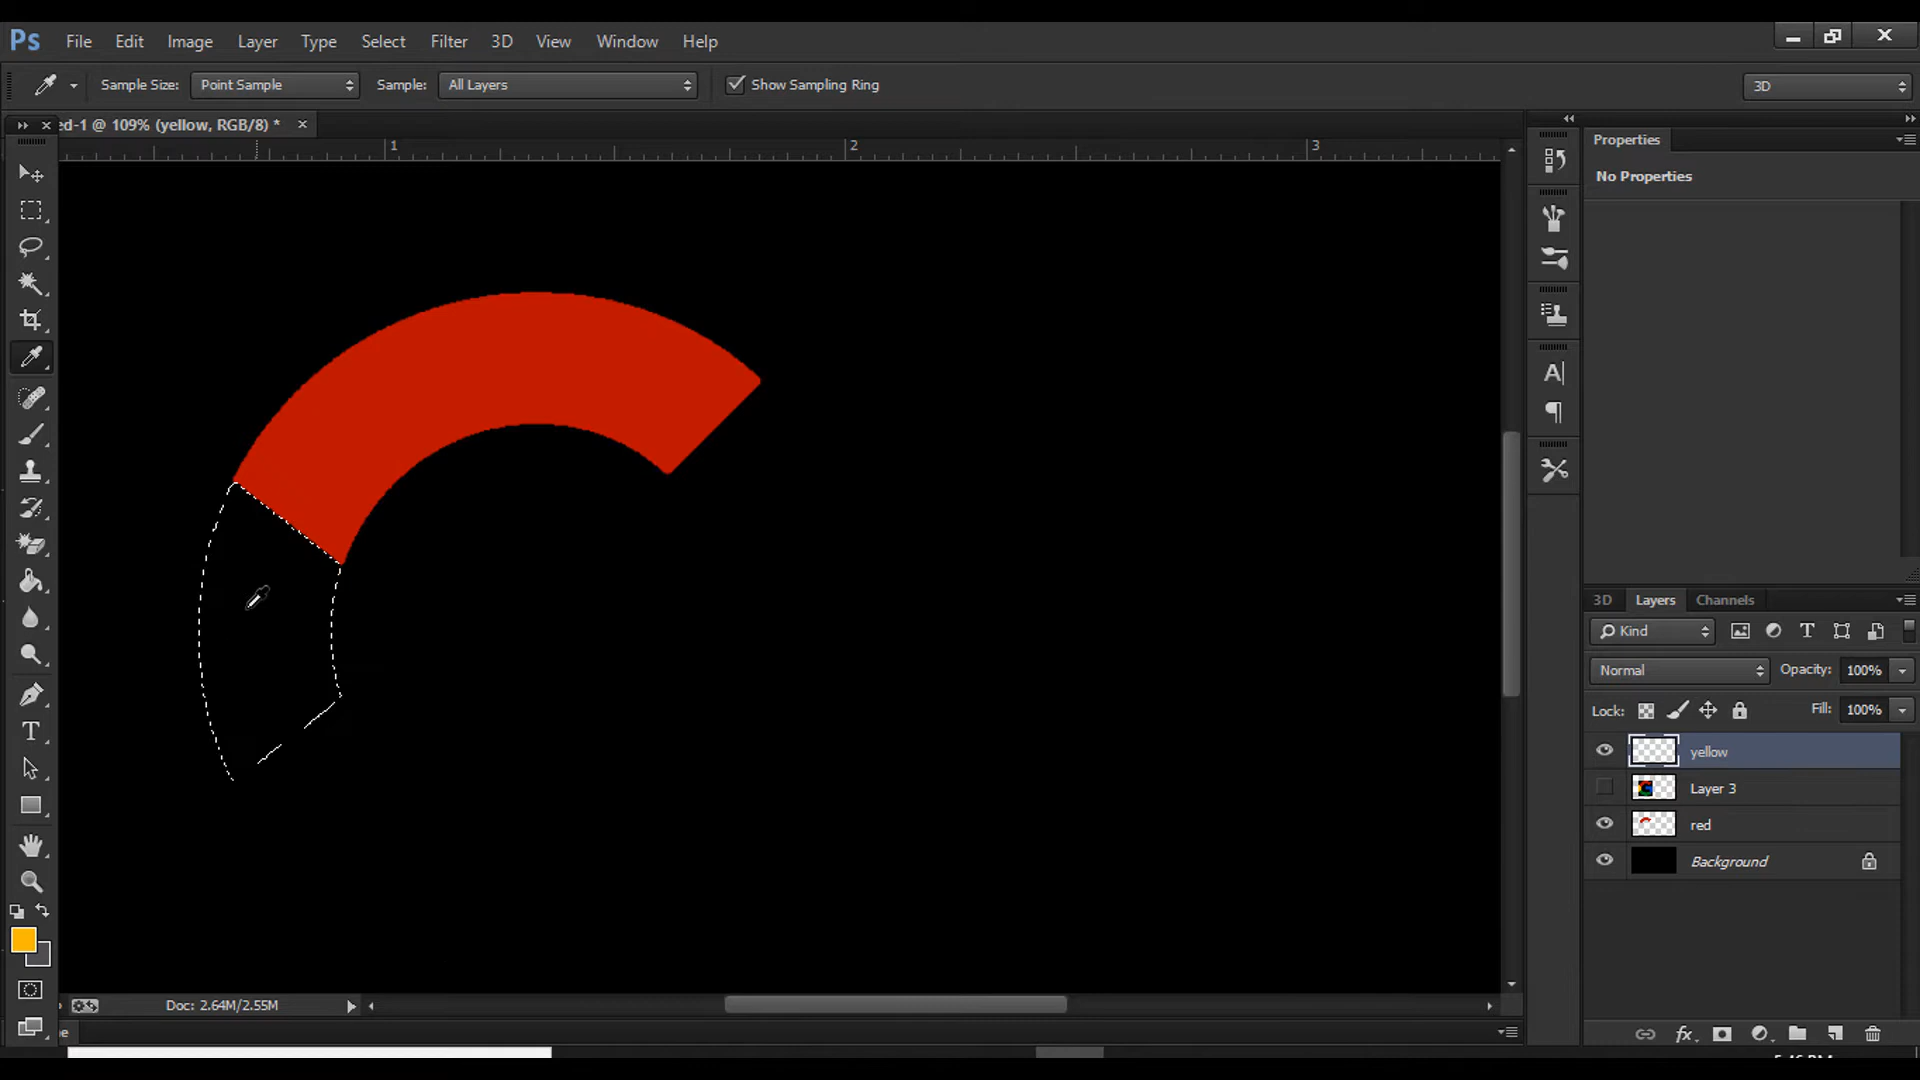 Ps File Edit Image Layer Type Select Filter 3D View Window Help
Sample Size: Point Sample Sample: All Layers Show Sampling Ring 3D
ed-1 @ 109% (yellow, RGB/8) * ×
1 2 3
Properties
No Properties
3D Layers Channels
Kind
Normal Opacity: 100%
Lock: Fill: 100%
yellow
Layer 3
red
Background
Doc: 2.64M/2.55M